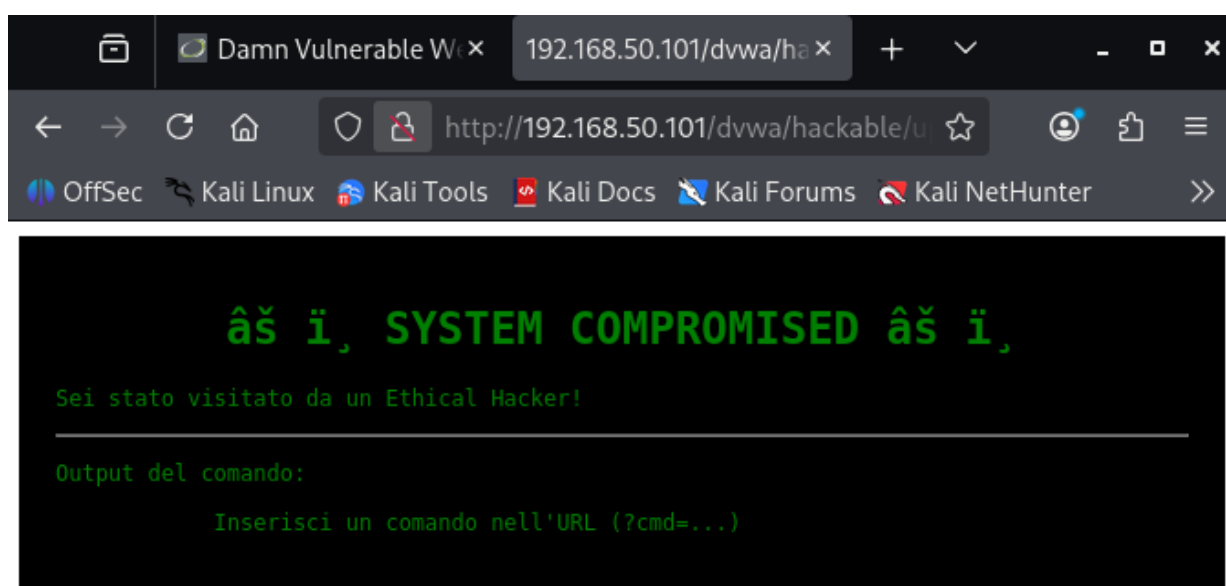 Damn Vulnerable We
192.168.50.101/dvwa/ha
http://192.168.50.101/dvwa/hackable/u
OffSec Kali Linux Kali Tools Kali Docs Kali Forums Kali NetHunter
âš ï¸ SYSTEM COMPROMISED âš ï¸
Sei stato visitato da un Ethical Hacker!
Output del comando:
Inserisci un comando nell'URL (?cmd=...)